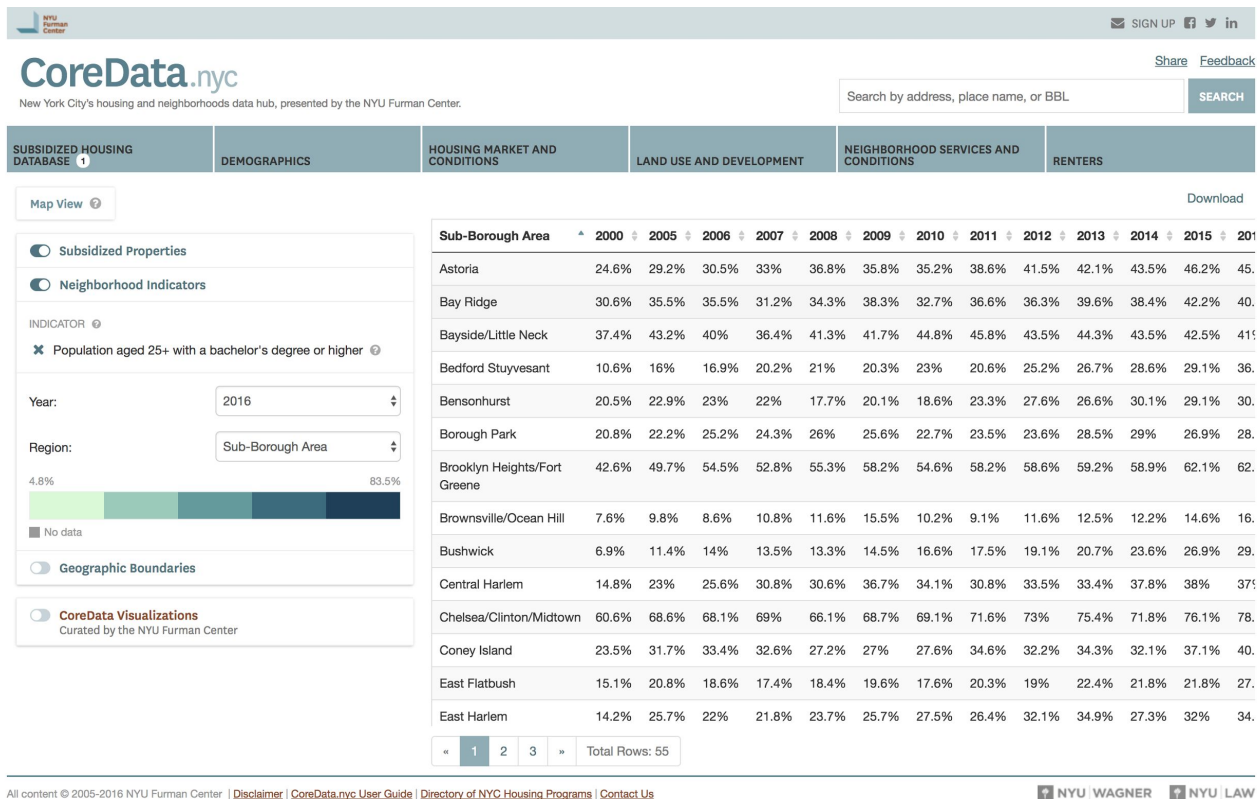 NYU
Furman
Center
SIGN UP
Share Feedback
CoreData.nyc
New York City's housing and neighborhoods data hub, presented by the NYU Furman Center.
Search by address, place name, or BBL SEARCH
SUBSIDIZED HOUSING DATABASE 1
DEMOGRAPHICS
HOUSING MARKET AND CONDITIONS
LAND USE AND DEVELOPMENT
NEIGHBORHOOD SERVICES AND CONDITIONS
RENTERS
Map View ?
Download
Subsidized Properties
Neighborhood Indicators
INDICATOR ?
Population aged 25+ with a bachelor's degree or higher ?
Year: 2016
Region: Sub-Borough Area
4.8% 83.5%
No data
Geographic Boundaries
CoreData Visualizations
Curated by the NYU Furman Center
Sub-Borough Area 2000 2005 2006 2007 2008 2009 2010 2011 2012 2013 2014 2015 201
Astoria 24.6% 29.2% 30.5% 33% 36.8% 35.8% 35.2% 38.6% 41.5% 42.1% 43.5% 46.2% 45.
Bay Ridge 30.6% 35.5% 35.5% 31.2% 34.3% 38.3% 32.7% 36.6% 36.3% 39.6% 38.4% 42.2% 40.
Bayside/Little Neck 37.4% 43.2% 40% 36.4% 41.3% 41.7% 44.8% 45.8% 43.5% 44.3% 43.5% 42.5% 41%
Bedford Stuyvesant 10.6% 16% 16.9% 20.2% 21% 20.3% 23% 20.6% 25.2% 26.7% 28.6% 29.1% 36.
Bensonhurst 20.5% 22.9% 23% 22% 17.7% 20.1% 18.6% 23.3% 27.6% 26.6% 30.1% 29.1% 30.
Borough Park 20.8% 22.2% 25.2% 24.3% 26% 25.6% 22.7% 23.5% 23.6% 28.5% 29% 26.9% 28.
Brooklyn Heights/Fort Greene 42.6% 49.7% 54.5% 52.8% 55.3% 58.2% 54.6% 58.2% 58.6% 59.2% 58.9% 62.1% 62.
Brownsville/Ocean Hill 7.6% 9.8% 8.6% 10.8% 11.6% 15.5% 10.2% 9.1% 11.6% 12.5% 12.2% 14.6% 16.
Bushwick 6.9% 11.4% 14% 13.5% 13.3% 14.5% 16.6% 17.5% 19.1% 20.7% 23.6% 26.9% 29.
Central Harlem 14.8% 23% 25.6% 30.8% 30.6% 36.7% 34.1% 30.8% 33.5% 33.4% 37.8% 38% 37%
Chelsea/Clinton/Midtown 60.6% 68.6% 68.1% 69% 66.1% 68.7% 69.1% 71.6% 73% 75.4% 71.8% 76.1% 78.
Coney Island 23.5% 31.7% 33.4% 32.6% 27.2% 27% 27.6% 34.6% 32.2% 34.3% 32.1% 37.1% 40.
East Flatbush 15.1% 20.8% 18.6% 17.4% 18.4% 19.6% 17.6% 20.3% 19% 22.4% 21.8% 21.8% 27.
East Harlem 14.2% 25.7% 22% 21.8% 23.7% 25.7% 27.5% 26.4% 32.1% 34.9% 27.3% 32% 34.
« 1 2 3 » Total Rows: 55
All content © 2005-2016 NYU Furman Center | Disclaimer | CoreData.nyc User Guide | Directory of NYC Housing Programs | Contact Us
NYU WAGNER NYU LAW